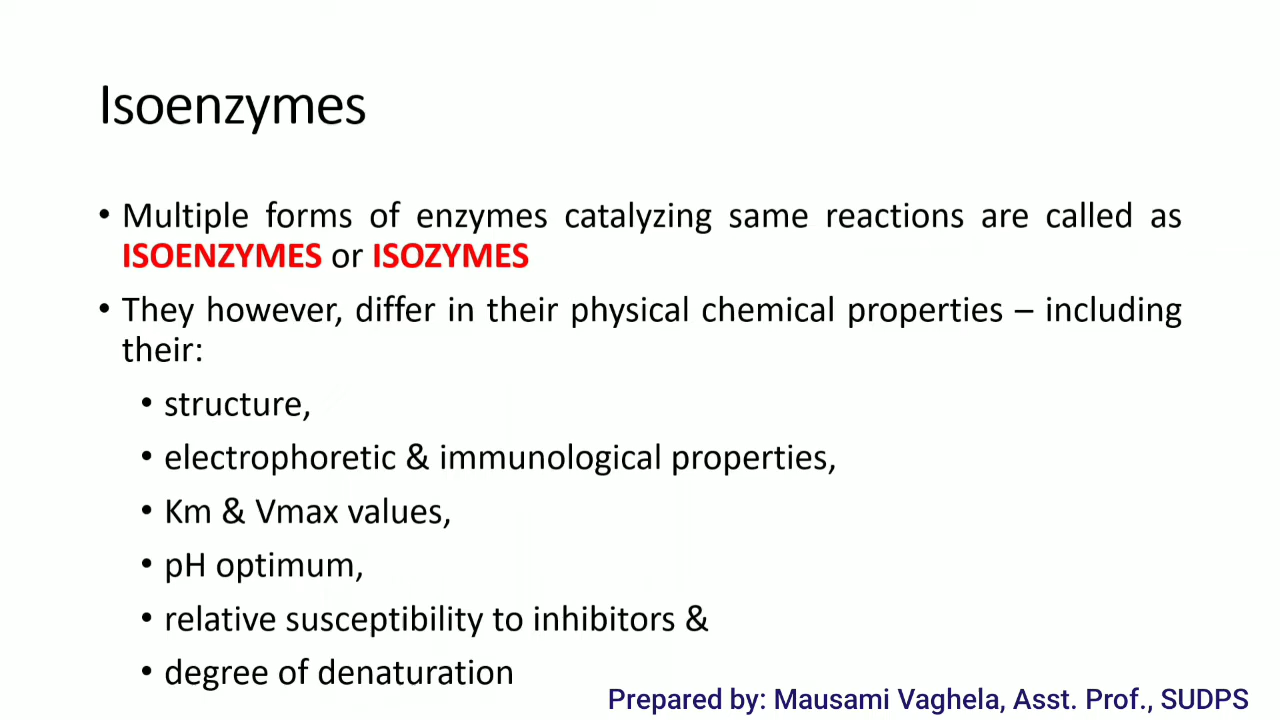 Isoenzymes
• Multiple forms of enzymes catalyzing same reactions are called as
ISOENZYMES or ISOZYMES
• They however, differ in their physical chemical properties – including
their:
• structure,
• electrophoretic & immunological properties,
• Km & Vmax values,
• pH optimum,
• relative susceptibility to inhibitors &
• degree of denaturation
Prepared by: Mausami Vaghela, Asst. Prof., SUDPS